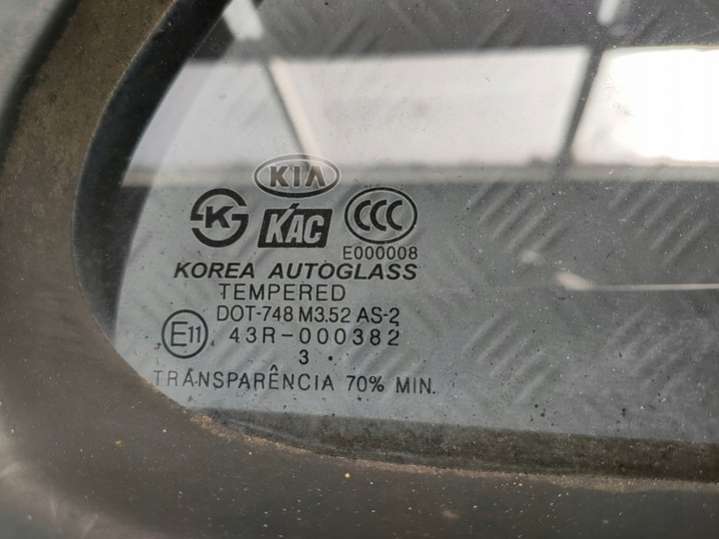 KIA
K KAC CCC
E000008
KOREA AUTOGLASS
TEMPERED
DOT-748 M3.52 AS-2
E11 43R-000382
3 .
TRANSPARÊNCIA 70% MIN.